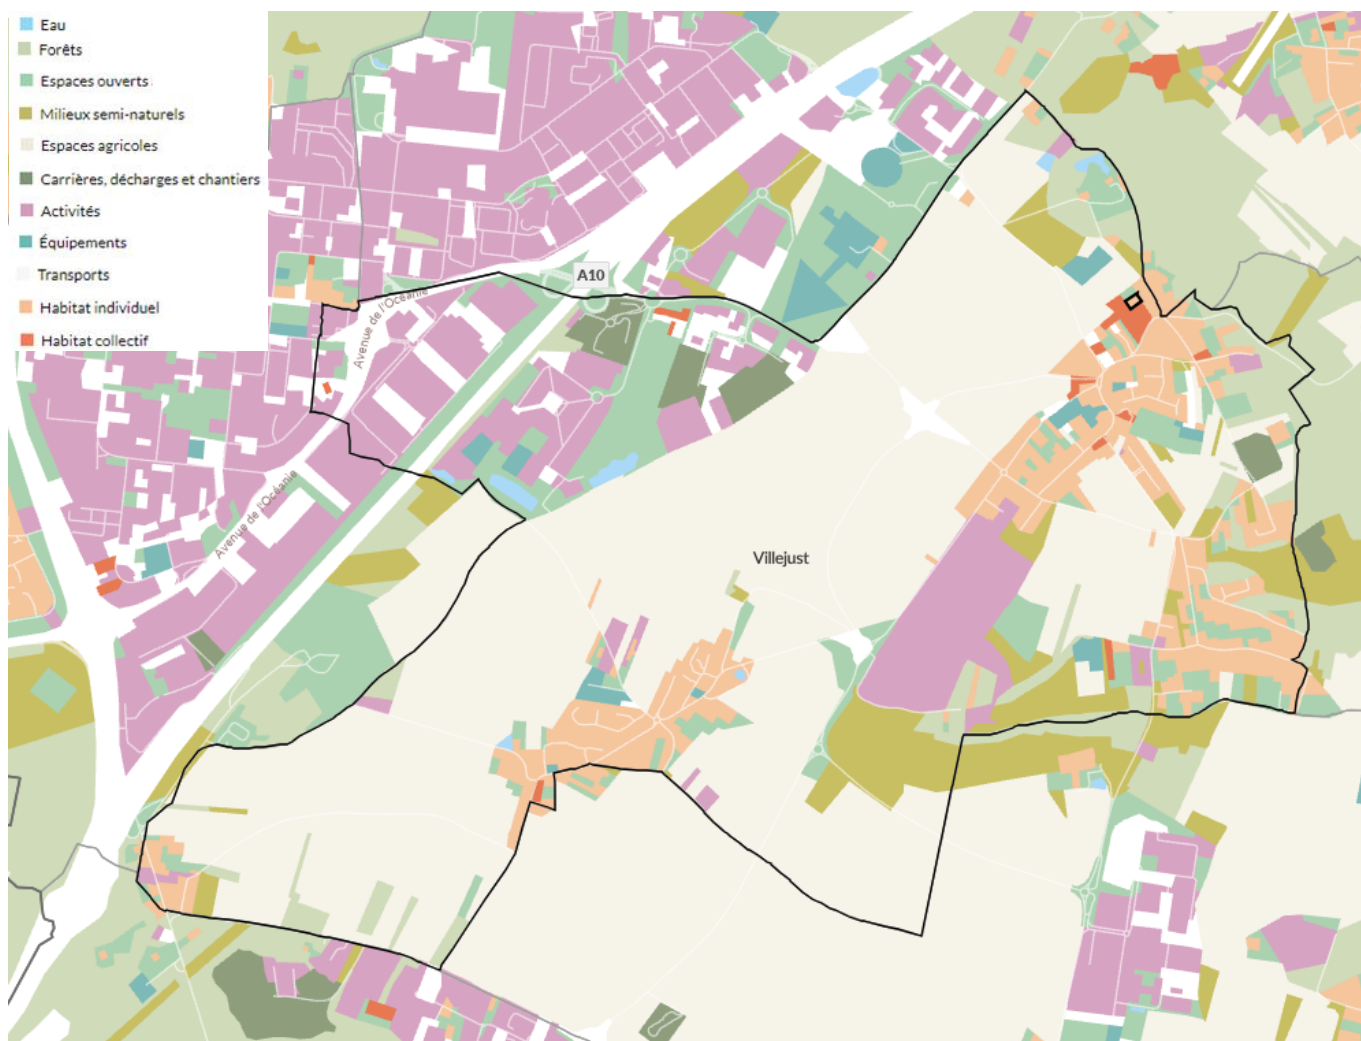 Eau
Forêts
Espaces ouverts
Milieux semi-naturels
Espaces agricoles
Carrières, décharges et chantiers
Activités
Équipements
Transports
Habitat individuel
Habitat collectif
A10
Avenue de l'Océanie
Avenue de l'Océanie
Villejust